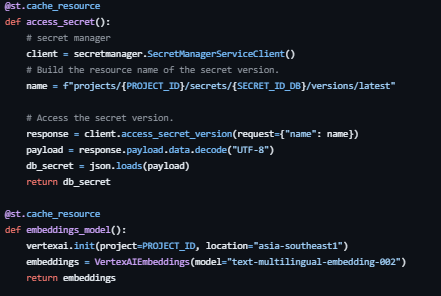 @st.cache_resource
def access_secret():
    # secret manager
    client = secretmanager.SecretManagerServiceClient()
    # Build the resource name of the secret version.
    name = f"projects/{PROJECT_ID}/secrets/{SECRET_ID_DB}/versions/latest"

    # Access the secret version.
    response = client.access_secret_version(request={"name": name})
    payload = response.payload.data.decode("UTF-8")
    db_secret = json.loads(payload)
    return db_secret

@st.cache_resource
def embeddings_model():
    vertexai.init(project=PROJECT_ID, location="asia-southeast1")
    embeddings = VertexAIEmbeddings(model="text-multilingual-embedding-002")
    return embeddings